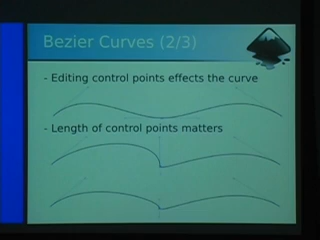 Bezier Curves (2/3)
- Editing control points effects the curve
- Length of control points matters